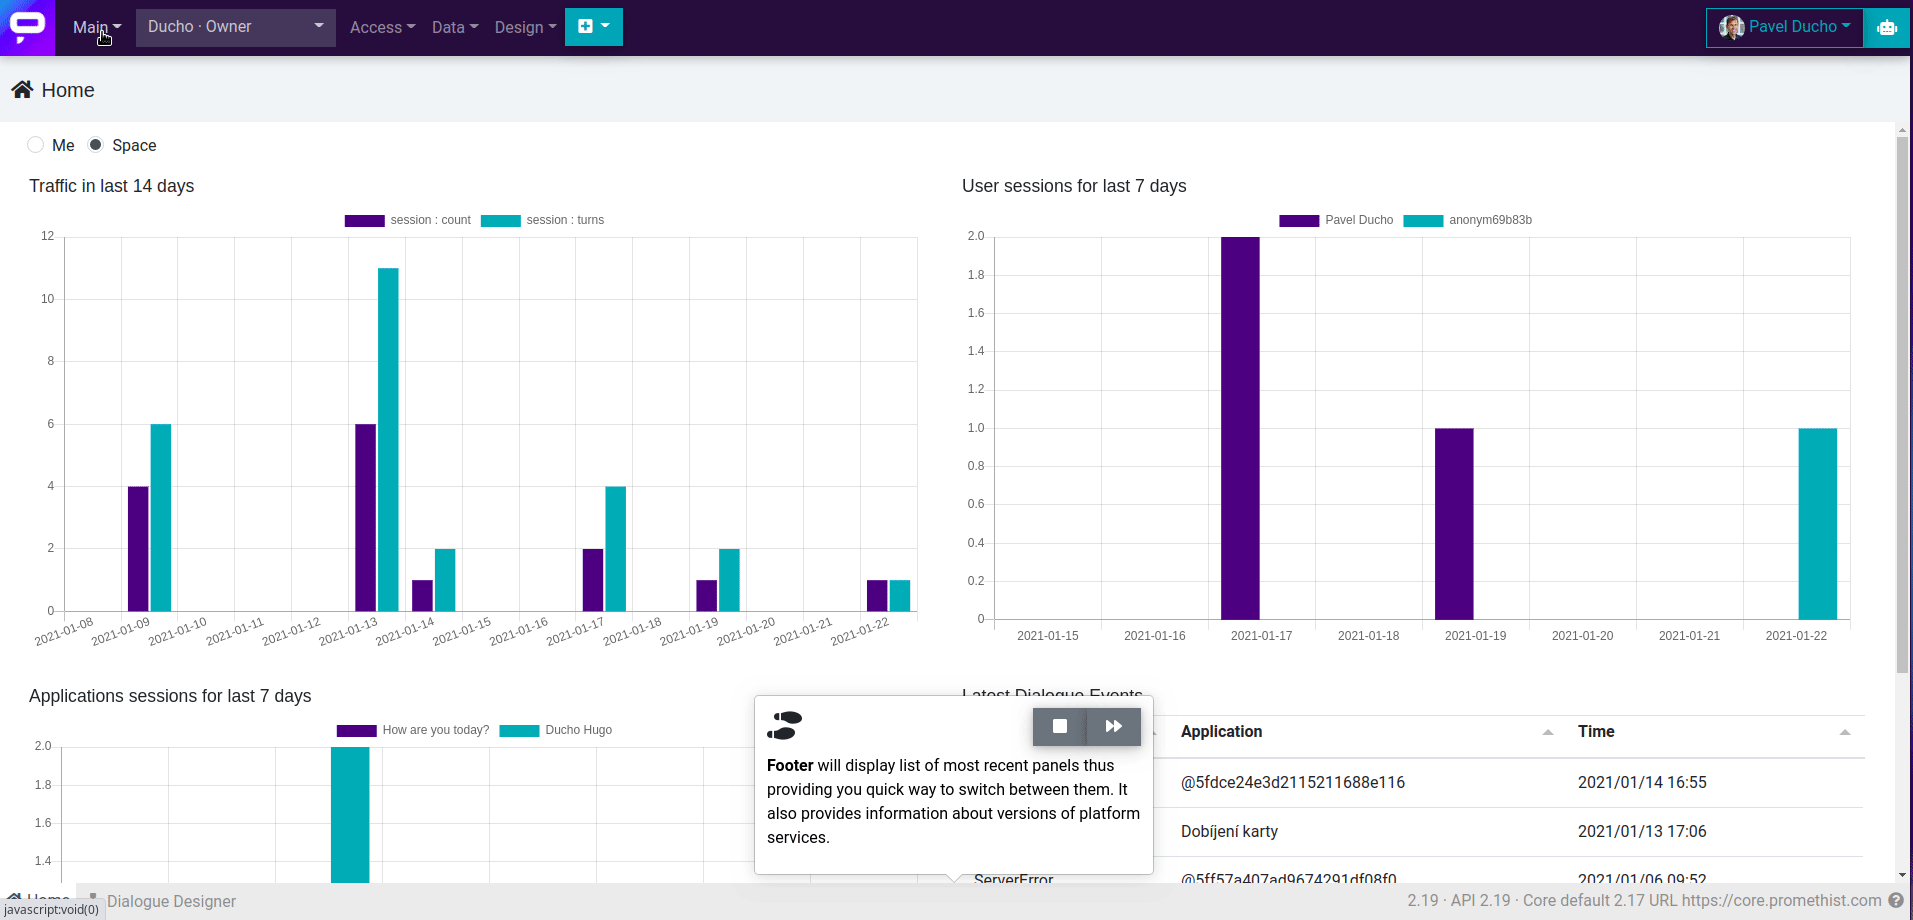 Main
Ducho · Owner
Access
Data
Design
Pavel Ducho
Home
Me
Space
Traffic in last 14 days
session : count
session : turns
12
10
8
6
4
2
0
2021-01-08
2021-01-09
2021-01-10
2021-01-11
2021-01-12
2021-01-13
2021-01-14
2021-01-15
2021-01-16
2021-01-17
2021-01-18
2021-01-19
2021-01-20
2021-01-21
2021-01-22
User sessions for last 7 days
Pavel Ducho
anonym69b83b
2.0
1.8
1.6
1.4
1.2
1.0
0.8
0.6
0.4
0.2
0
2021-01-15
2021-01-16
2021-01-17
2021-01-18
2021-01-19
2021-01-20
2021-01-21
2021-01-22
Applications sessions for last 7 days
How are you today?
Ducho Hugo
2.0
1.8
1.6
1.4
Latest Dialogue Events
Application
Time
@5fdce24e3d2115211688e116
2021/01/14 16:55
Dobíjení karty
2021/01/13 17:06
ServerError
@5ff57a407ad9674291df08f0
2021/01/06 09:52
Footer will display list of most recent panels thus
providing you quick way to switch between them. It
also provides information about versions of platform
services.
Home
Dialogue Designer
javascript:void(0)
2.19 · API 2.19 · Core default 2.17 URL https://core.promethist.com